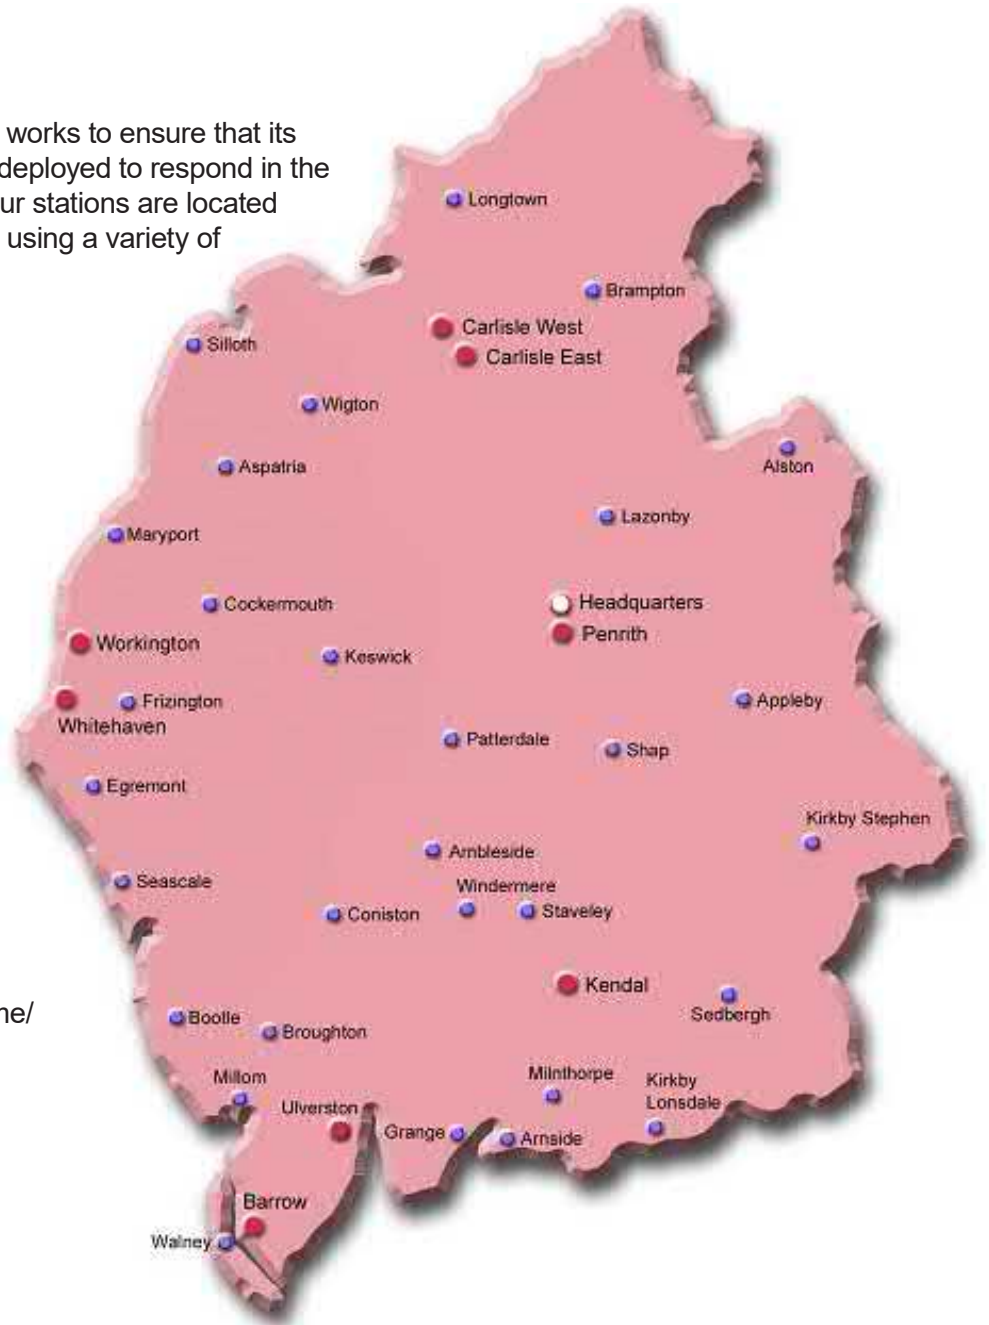 works to ensure that its
deployed to respond in the
ur stations are located
using a variety of
Longtown
Brampton
Carlisle West
Carlisle East
Silloth
Wigton
Aspatria
Alston
Lazonby
Maryport
Cockermouth
Headquarters
Penrith
Workington
Keswick
Frizington
Whitehaven
Appleby
Patterdale
Shap
Egremont
Kirkby Stephen
Ambleside
Seascale
Windermere
Coniston
Staveley
Kendal
Sedbergh
ne/
Bootle
Broughton
Millom
Milnthorpe
Kirkby
Lonsdale
Ulverston
Grange
Arnside
Barrow
Walney